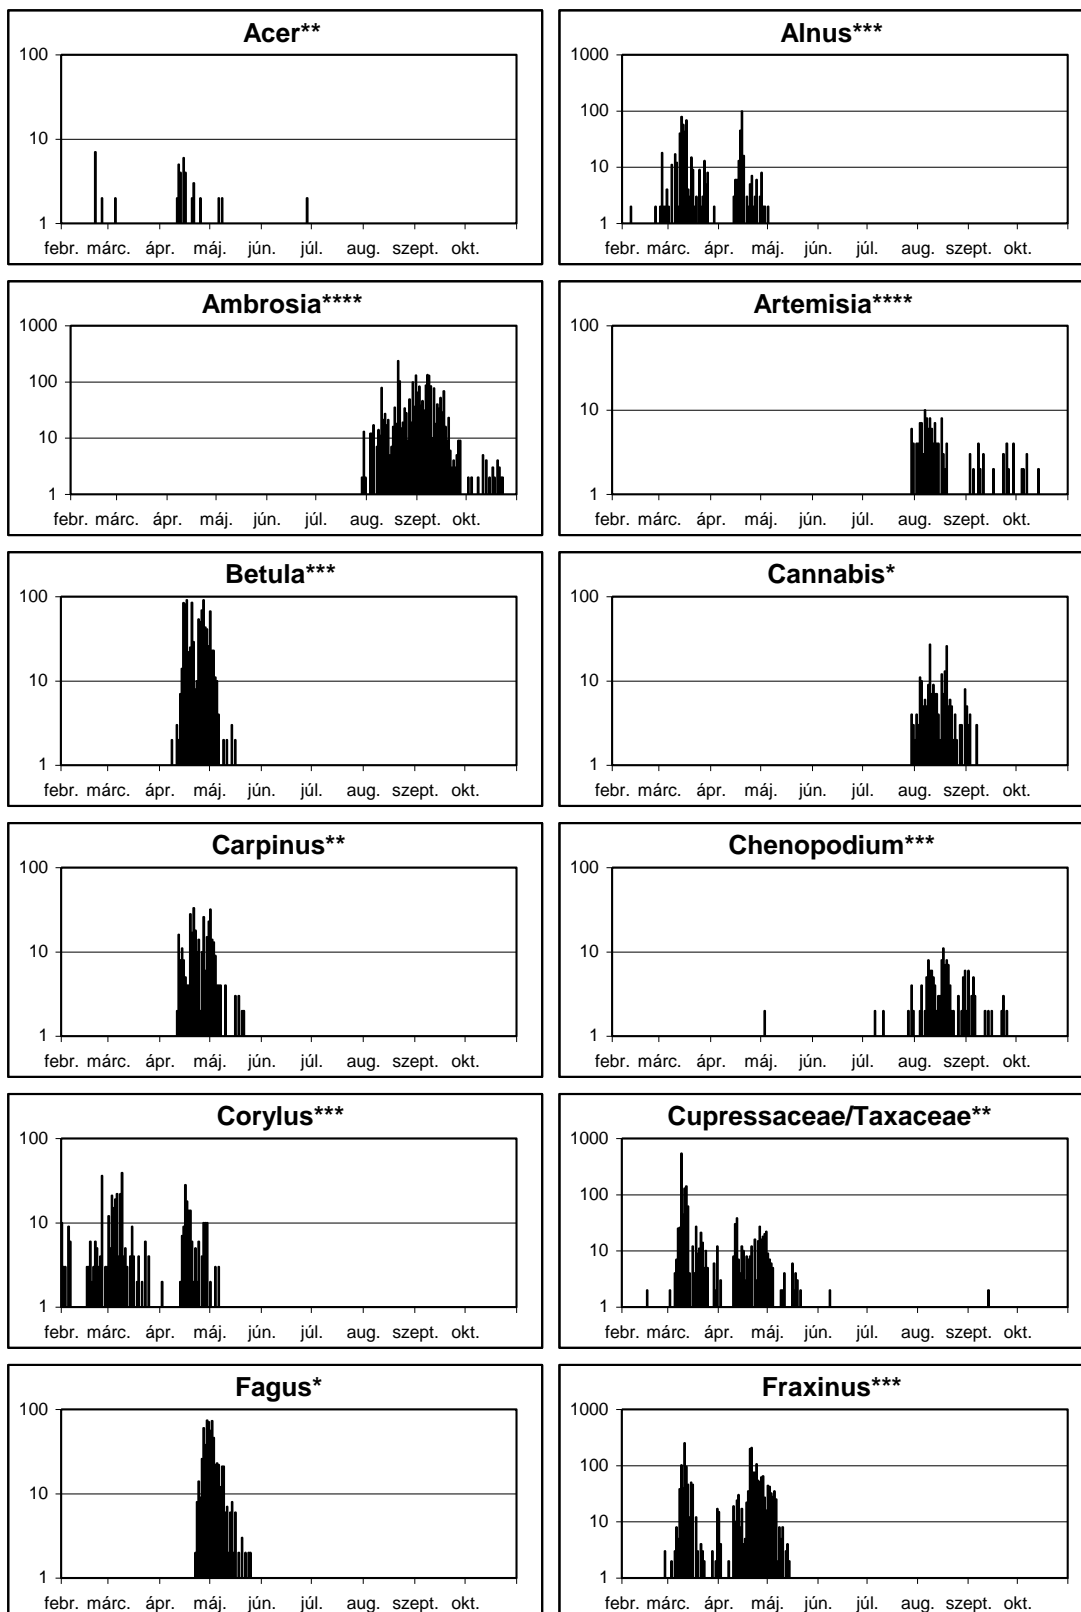 Acer**
100
10
1
febr. márc. ápr. máj. jún. júl. aug. szept. okt.
Alnus***
1000
100
10
1
febr. márc. ápr. máj. jún. júl. aug. szept. okt.
Ambrosia****
1000
100
10
1
febr. márc. ápr. máj. jún. júl. aug. szept. okt.
Artemisia****
100
10
1
febr. márc. ápr. máj. jún. júl. aug. szept. okt.
Betula***
100
10
1
febr. márc. ápr. máj. jún. júl. aug. szept. okt.
Cannabis*
100
10
1
febr. márc. ápr. máj. jún. júl. aug. szept. okt.
Carpinus**
100
10
1
febr. márc. ápr. máj. jún. júl. aug. szept. okt.
Chenopodium***
100
10
1
febr. márc. ápr. máj. jún. júl. aug. szept. okt.
Corylus***
100
10
1
febr. márc. ápr. máj. jún. júl. aug. szept. okt.
Cupressaceae/Taxaceae**
1000
100
10
1
febr. márc. ápr. máj. jún. júl. aug. szept. okt.
Fagus*
100
10
1
febr. márc. ápr. máj. jún. júl. aug. szept. okt.
Fraxinus***
1000
100
10
1
febr. márc. ápr. máj. jún. júl. aug. szept. okt.